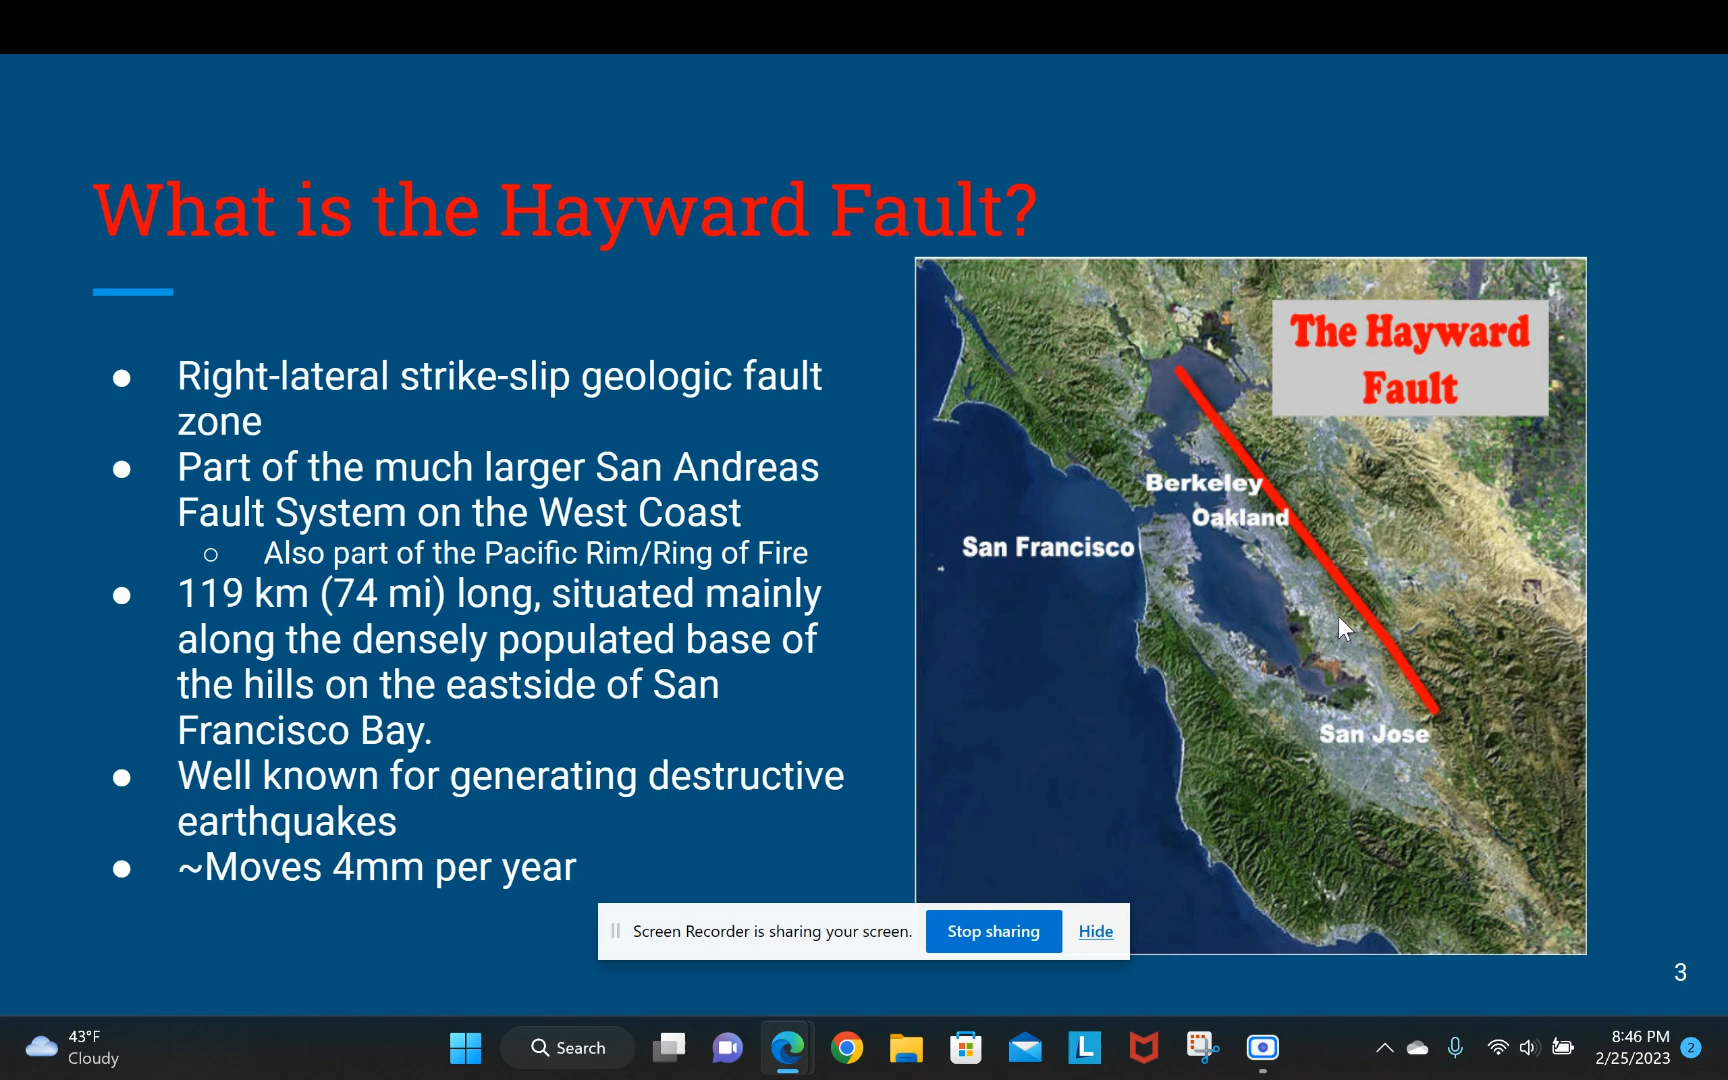 What is the Hayward Fault?
● Right-lateral strike-slip geologic fault
zone
● Part of the much larger San Andreas
Fault System on the West Coast
○ Also part of the Pacific Rim/Ring of Fire
● 119 km (74 mi) long, situated mainly
along the densely populated base of
the hills on the eastside of San
Francisco Bay.
● Well known for generating destructive
earthquakes
● ~Moves 4mm per year
The Hayward
Fault
Berkeley
Oakland
San Francisco
San Jose
Screen Recorder is sharing your screen.
Stop sharing
Hide
3
43°F
Cloudy
Search
L
8:46 PM
2/25/2023
2